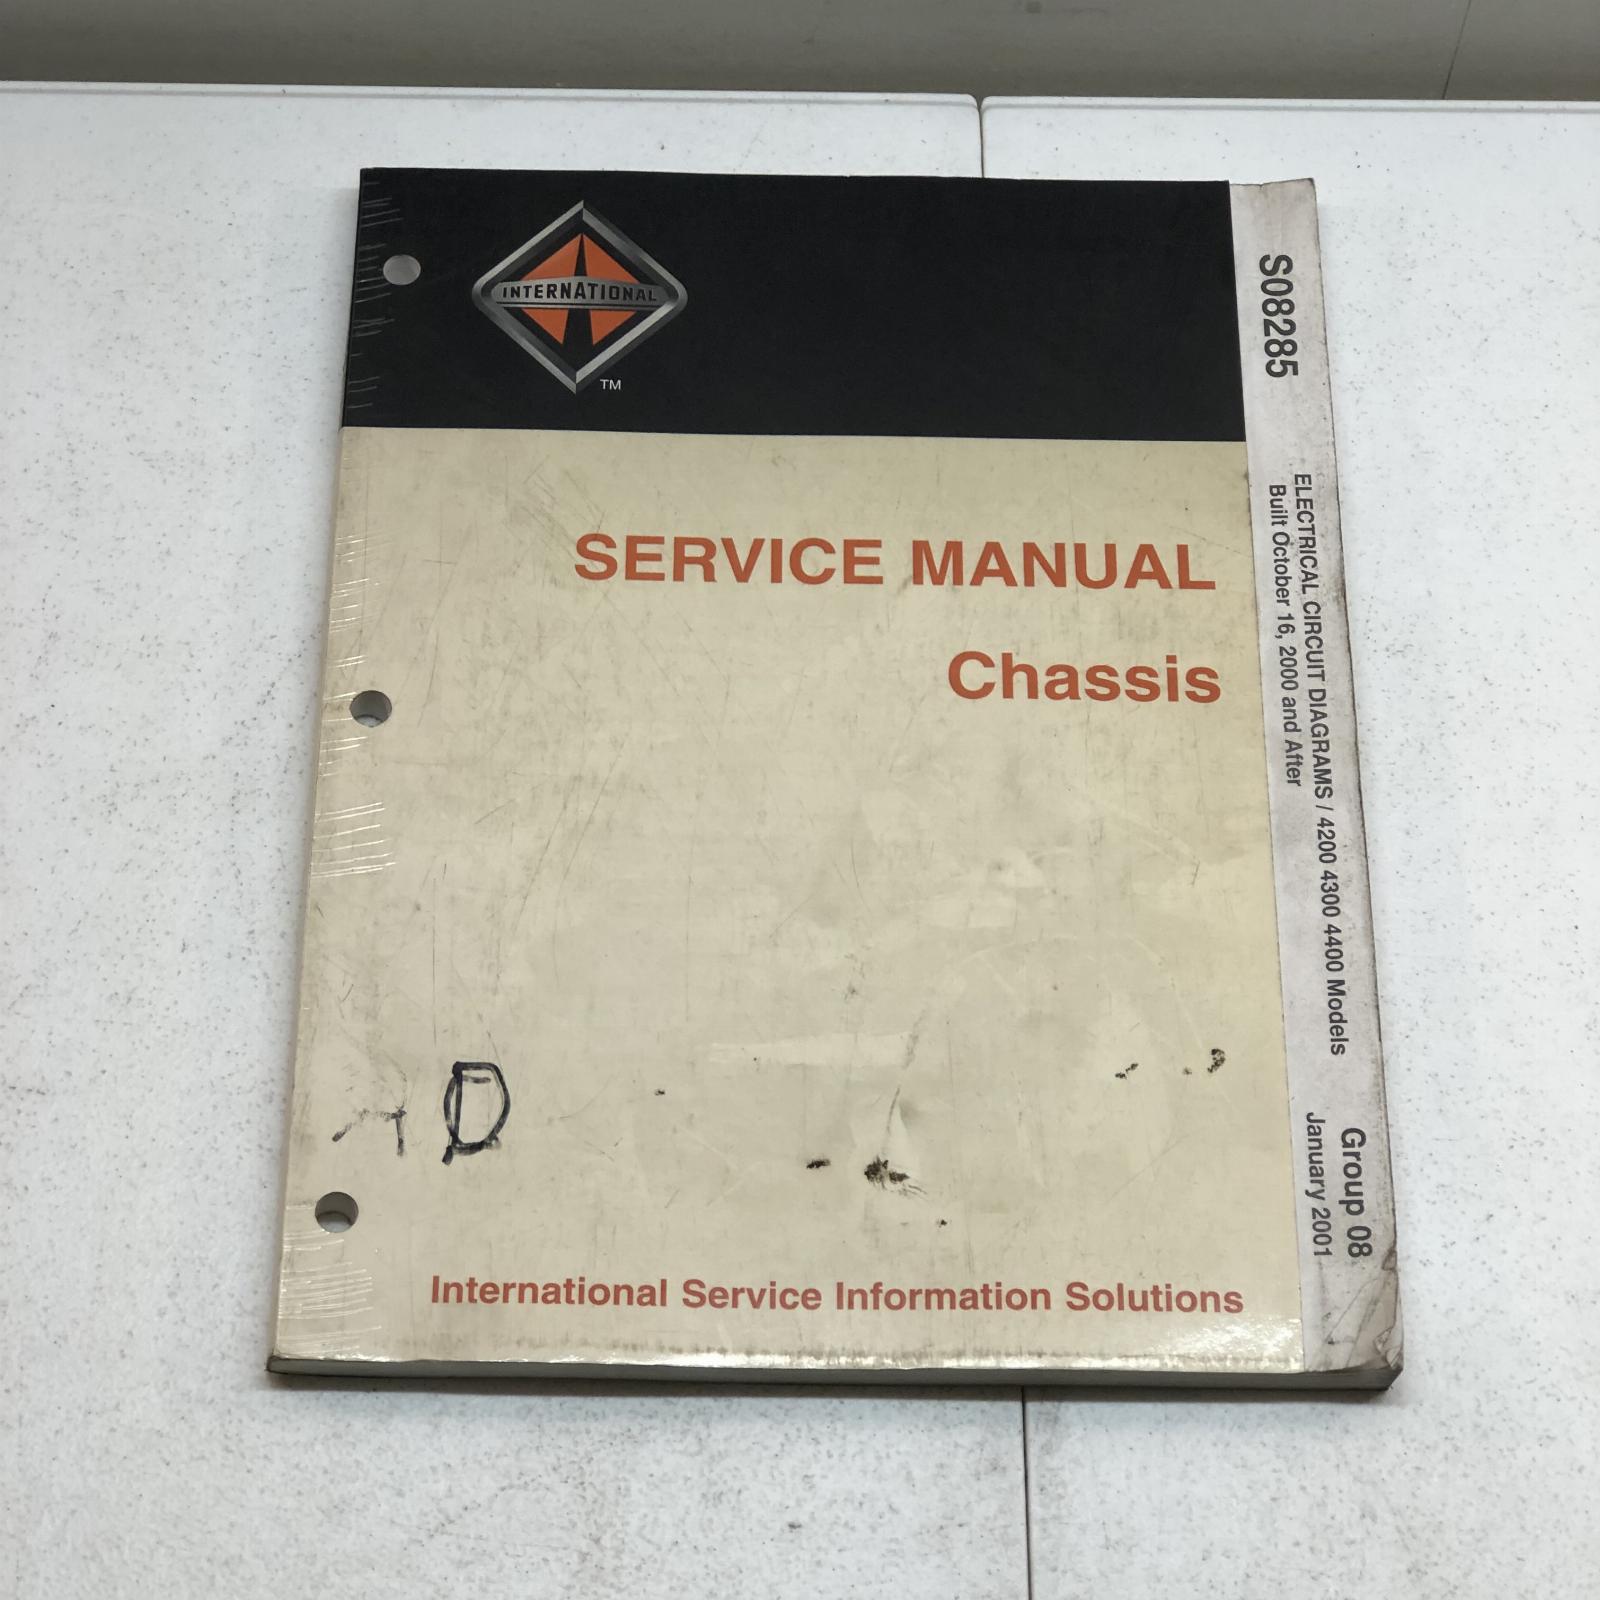 INTERNATIONAL
TM
SERVICE MANUAL
Chassis
D
International Service Information Solutions
S08285
ELECTRICAL CIRCUIT DIAGRAMS / 4200 4300 4400 Models
Built October 16, 2000 and After
Group 08
January 2001